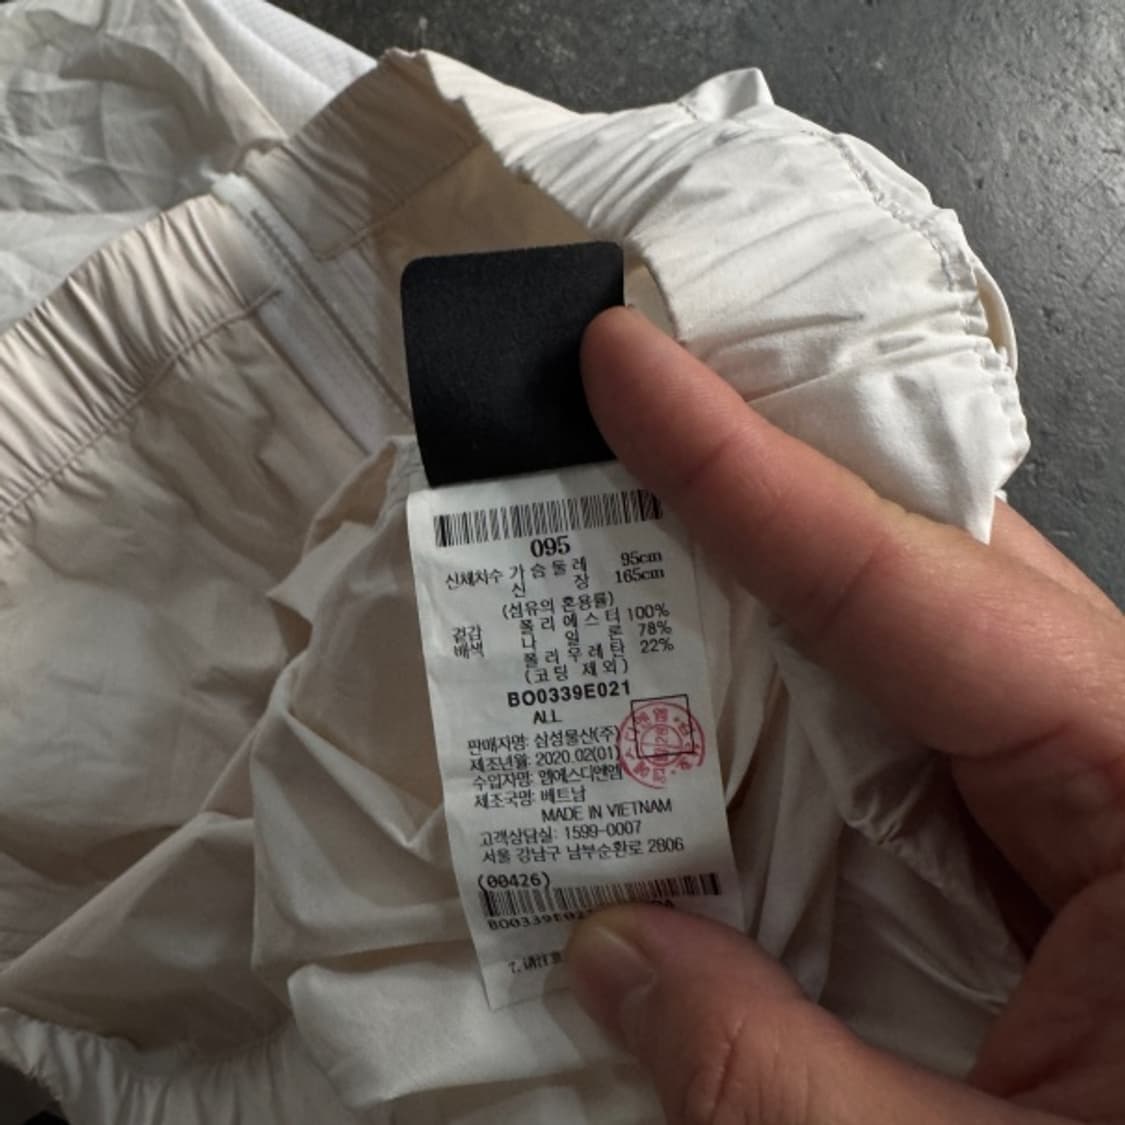 095
신체치수 가 슴 둘 레 95cm
신 장 165cm
(섬유의 혼용률)
겉감 폴 리 에 스 터 100%
배색 나 일 론 78%
폴 리 우 레 탄 22%
(코딩 제외)
BO0339E021
ALL
판매자명: 삼성물산(주)
제조년월: 2020.02(01)
수입자명: 엠에스디앤엠
제조국명: 베트남
MADE IN VIETNAM
고객상담실: 1599-0007
서울 강남구 남부순환로 2806
(00426)
BO0339E02